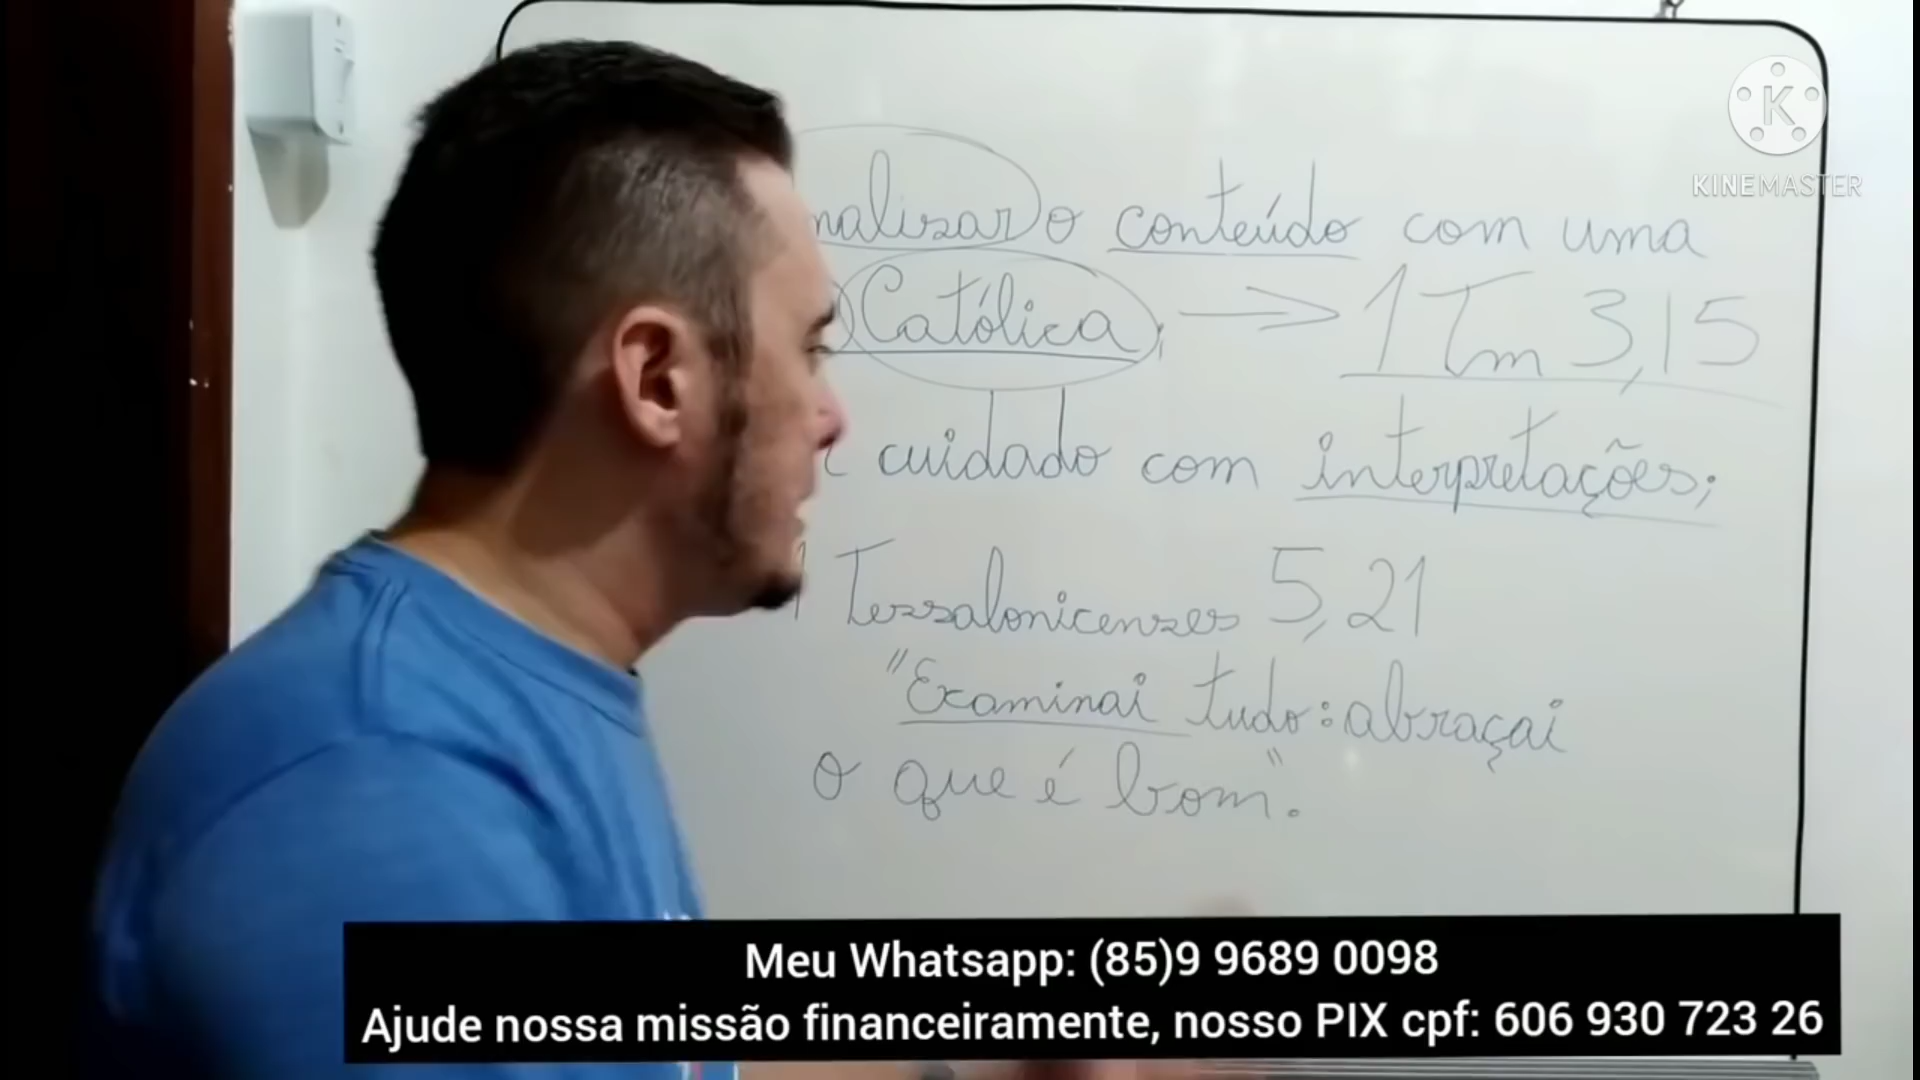 nalisar o conteúdo com uma
Católica; → 1 Tm 3,15
cuidado com interpretações;
1 Tessalonicenses 5,21
"Examinai tudo: abraçai
o que é bom".
KINEMASTER
Meu Whatsapp: (85)9 9689 0098
Ajude nossa missão financeiramente, nosso PIX cpf: 606 930 723 26